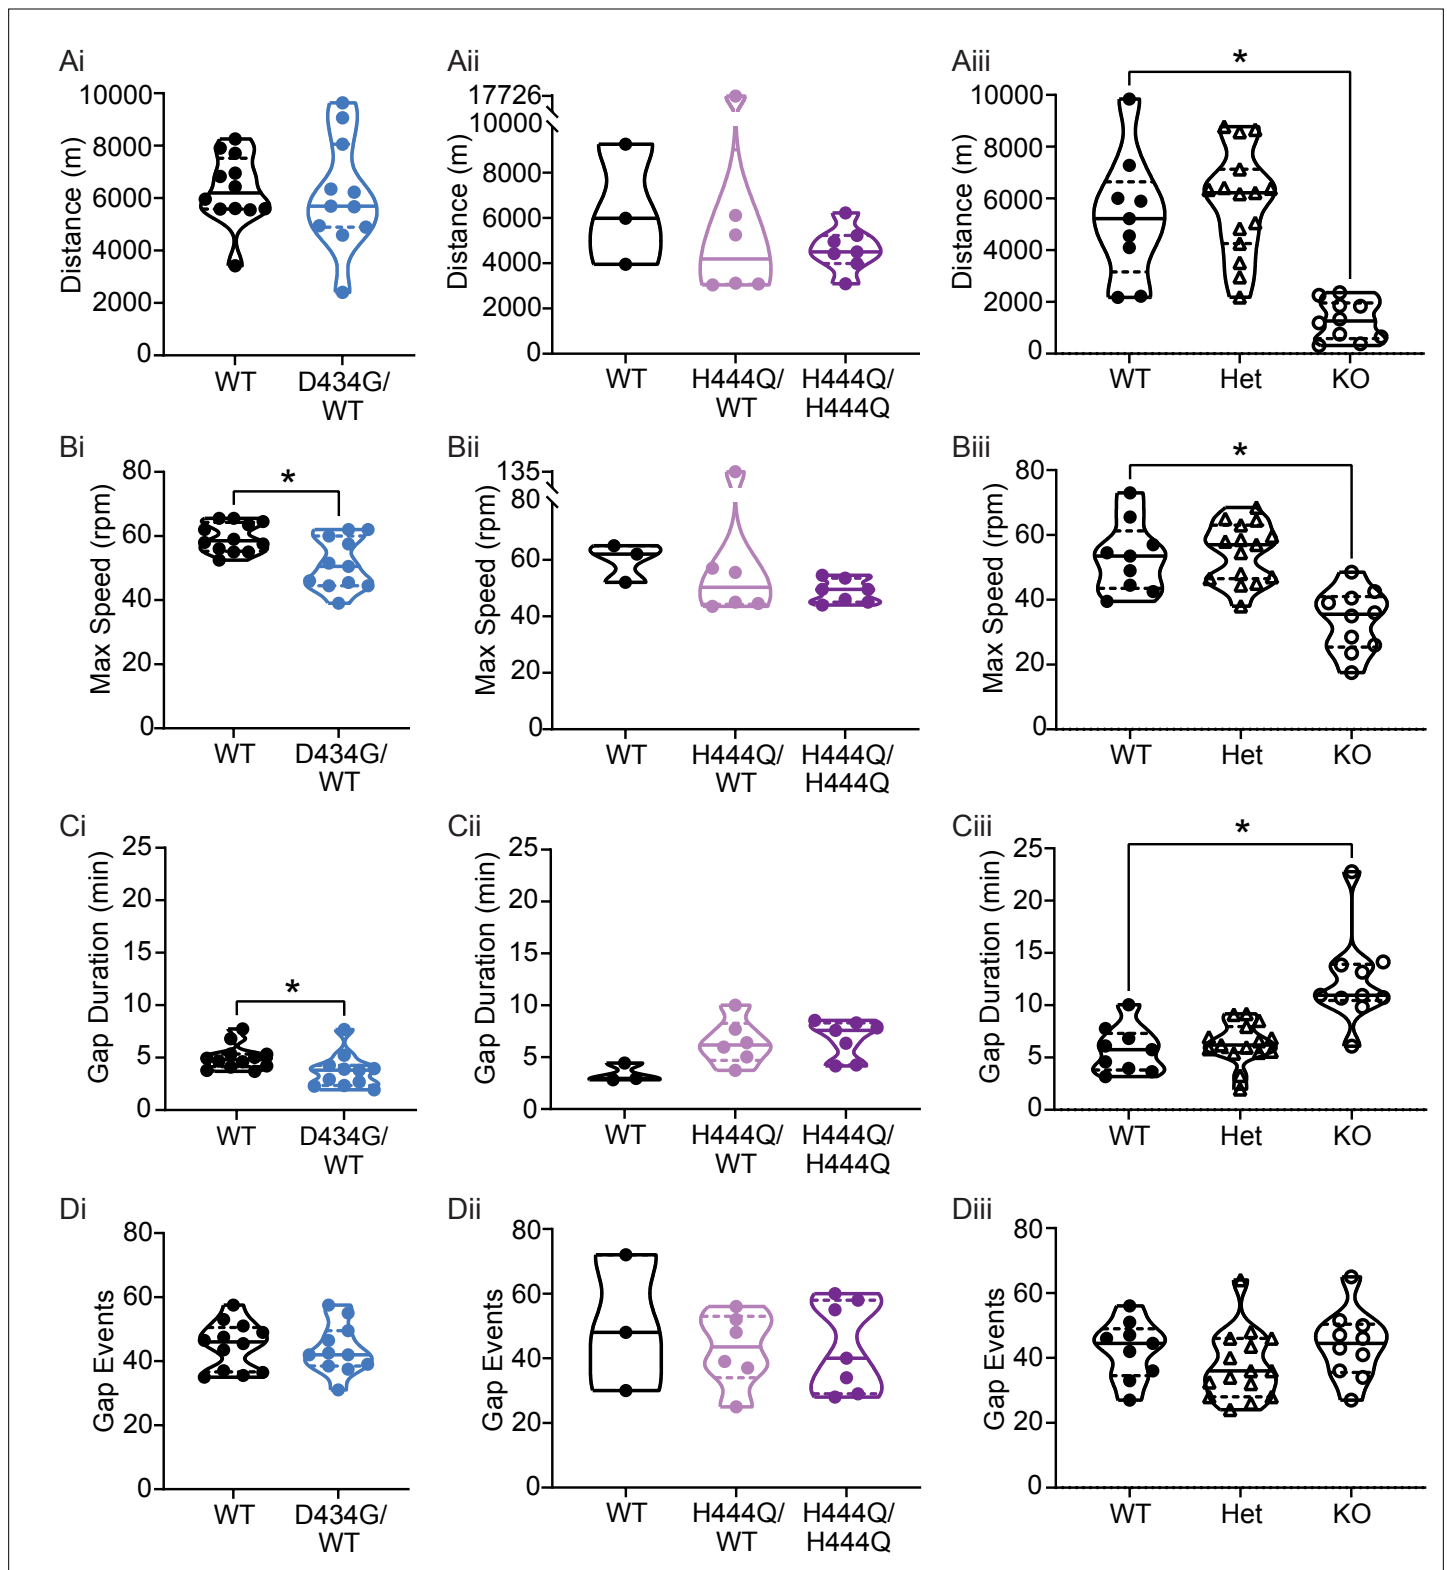 Ai
Distance (m)
10000
8000
6000
4000
2000
0
WT
D434G/
WT
Aii
Distance (m)
17726
10000
8000
6000
4000
2000
0
WT
H444Q/
WT
H444Q/
H444Q
Aiii
Distance (m)
10000
8000
6000
4000
2000
0
*
WT
Het
KO
Bi
Max Speed (rpm)
80
60
40
20
0
*
WT
D434G/
WT
Bii
Max Speed (rpm)
135
80
60
40
20
0
WT
H444Q/
WT
H444Q/
H444Q
Biii
Max Speed (rpm)
80
60
40
20
0
*
WT
Het
KO
Ci
Gap Duration (min)
25
20
15
10
5
0
*
WT
D434G/
WT
Cii
Gap Duration (min)
25
20
15
10
5
0
WT
H444Q/
WT
H444Q/
H444Q
Ciii
Gap Duration (min)
25
20
15
10
5
0
*
WT
Het
KO
Di
Gap Events
80
60
40
20
0
WT
D434G/
WT
Dii
Gap Events
80
60
40
20
0
WT
H444Q/
WT
H444Q/
H444Q
Diii
Gap Events
80
60
40
20
0
WT
Het
KO